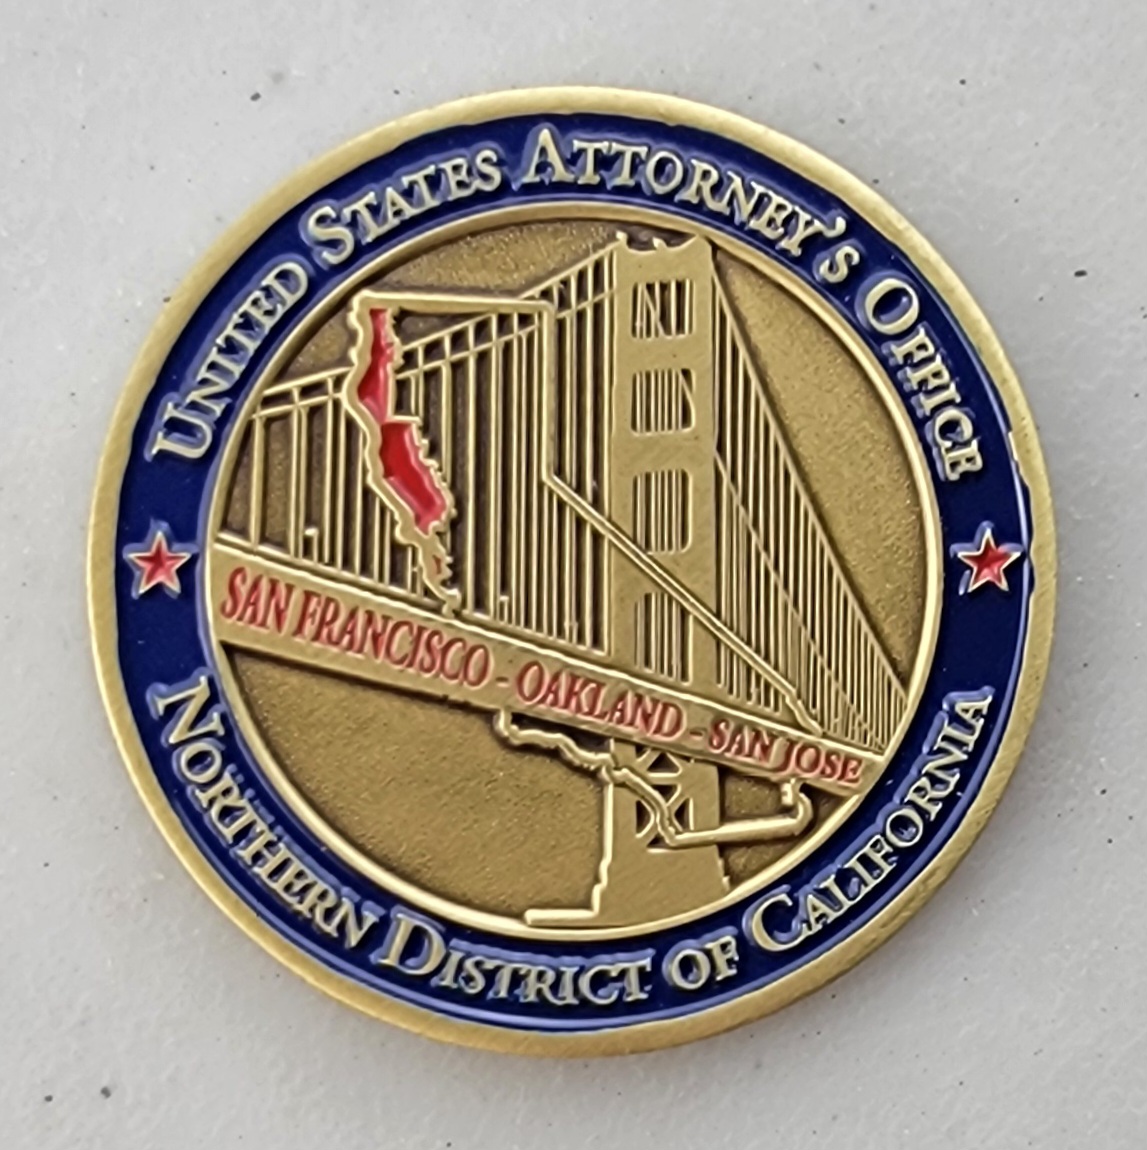 UNITED STATES ATTORNEY'S OFFICE
SAN FRANCISCO - OAKLAND - SAN JOSE
NORTHERN DISTRICT OF CALIFORNIA